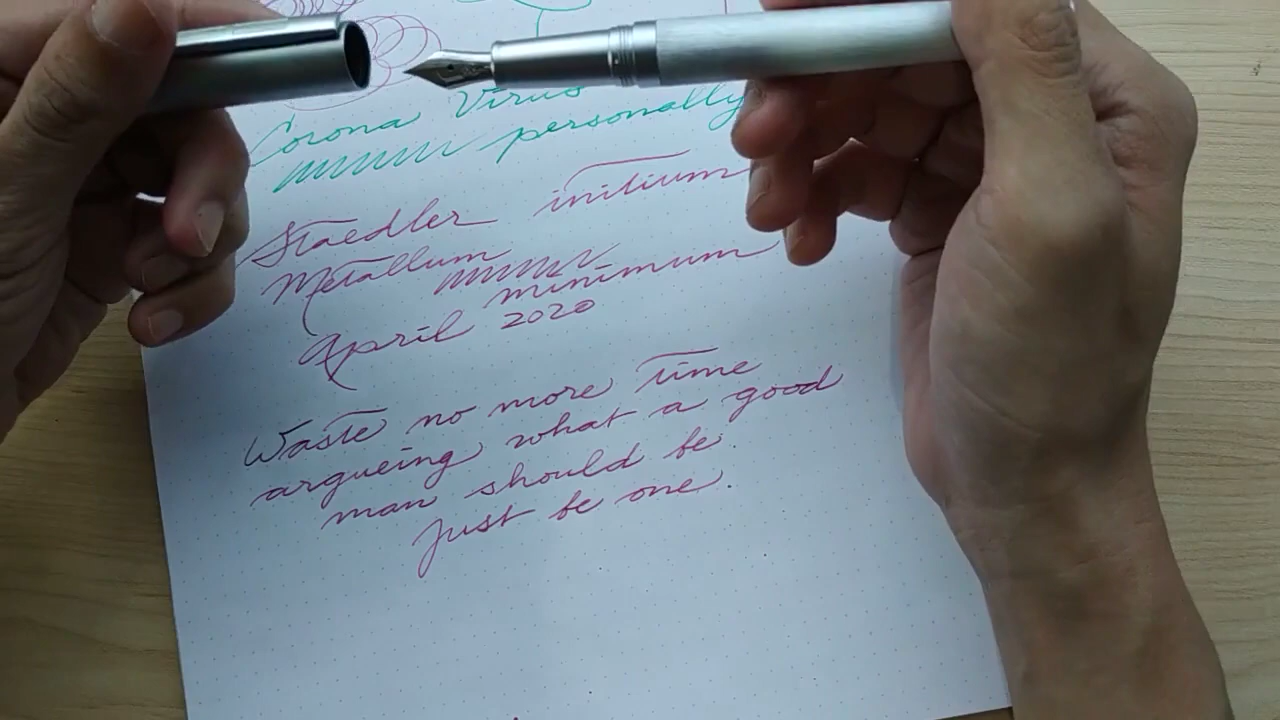 Virus
Corona
personally
Staedler initium
Metallum
minimum
April 2020
Waste no more time
argueing what a good
man should be.
Just be one.